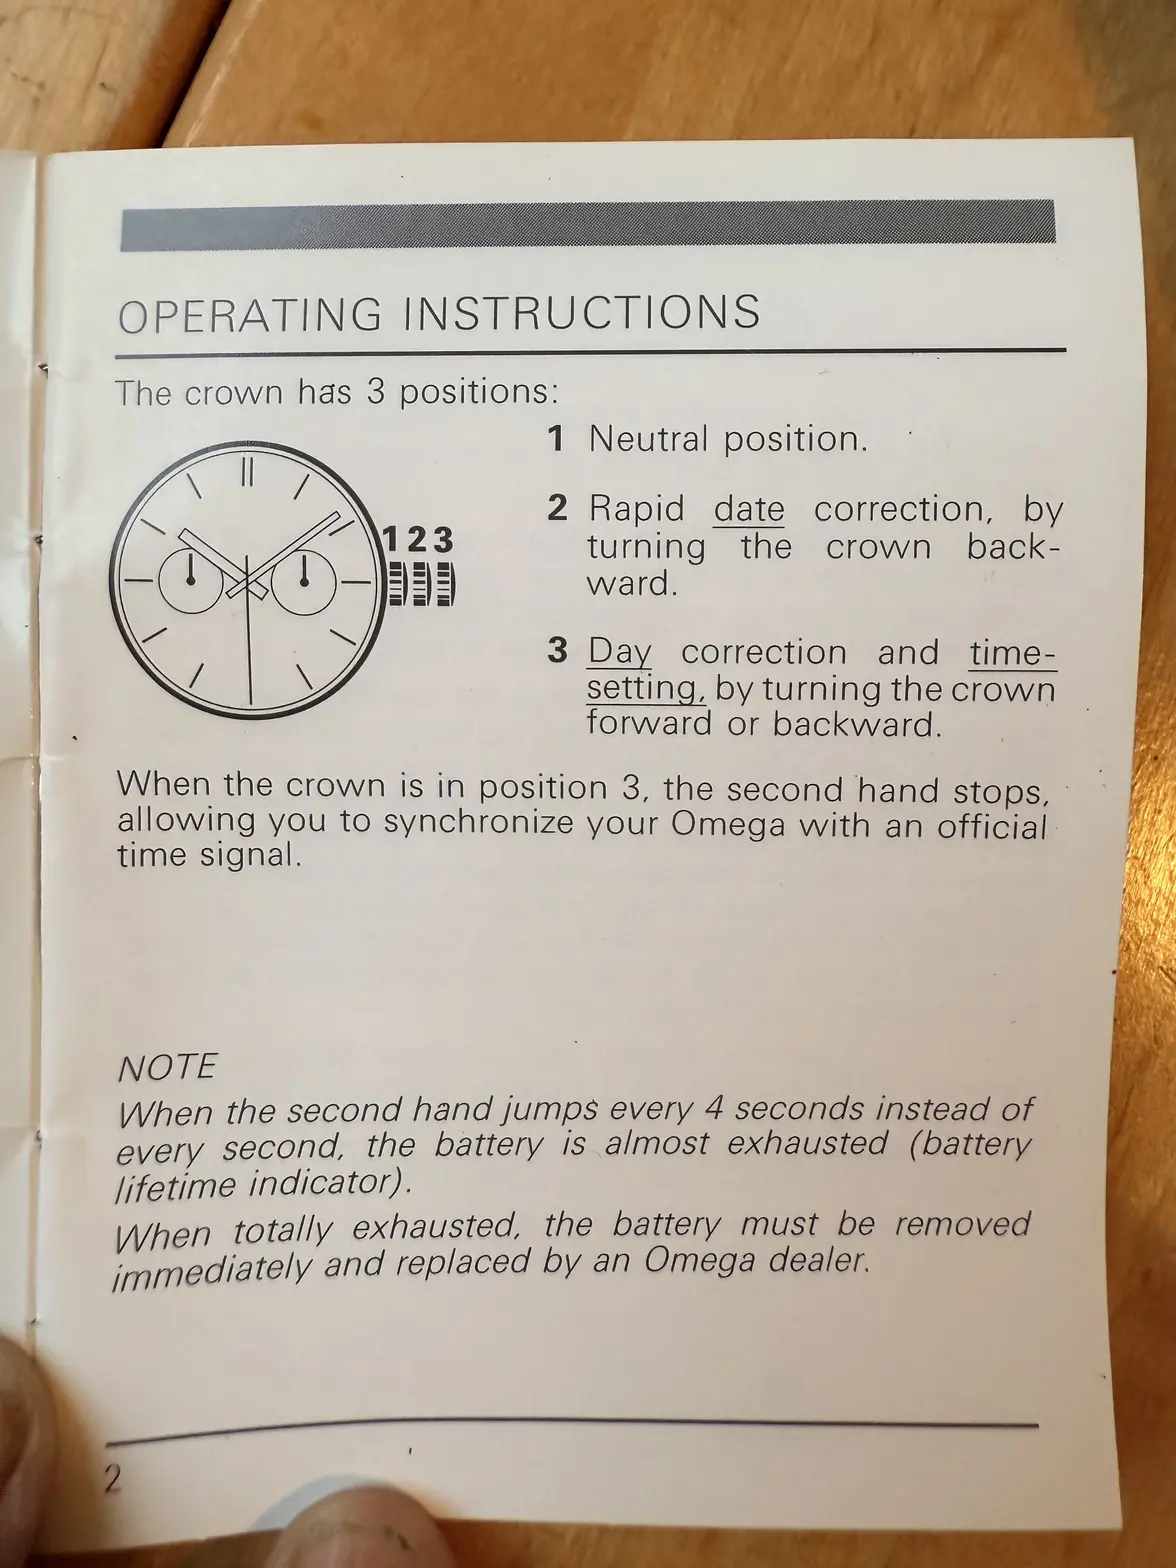 OPERATING INSTRUCTIONS
The crown has 3 positions:
1 2 3
1 Neutral position.
2 Rapid date correction, by
turning the crown back-
ward.
3 Day correction and time-
setting, by turning the crown
forward or backward.
When the crown is in position 3, the second hand stops,
allowing you to synchronize your Omega with an official
time signal.
NOTE
When the second hand jumps every 4 seconds instead of
every second, the battery is almost exhausted (battery
lifetime indicator).
When totally exhausted, the battery must be removed
immediately and replaced by an Omega dealer.
2